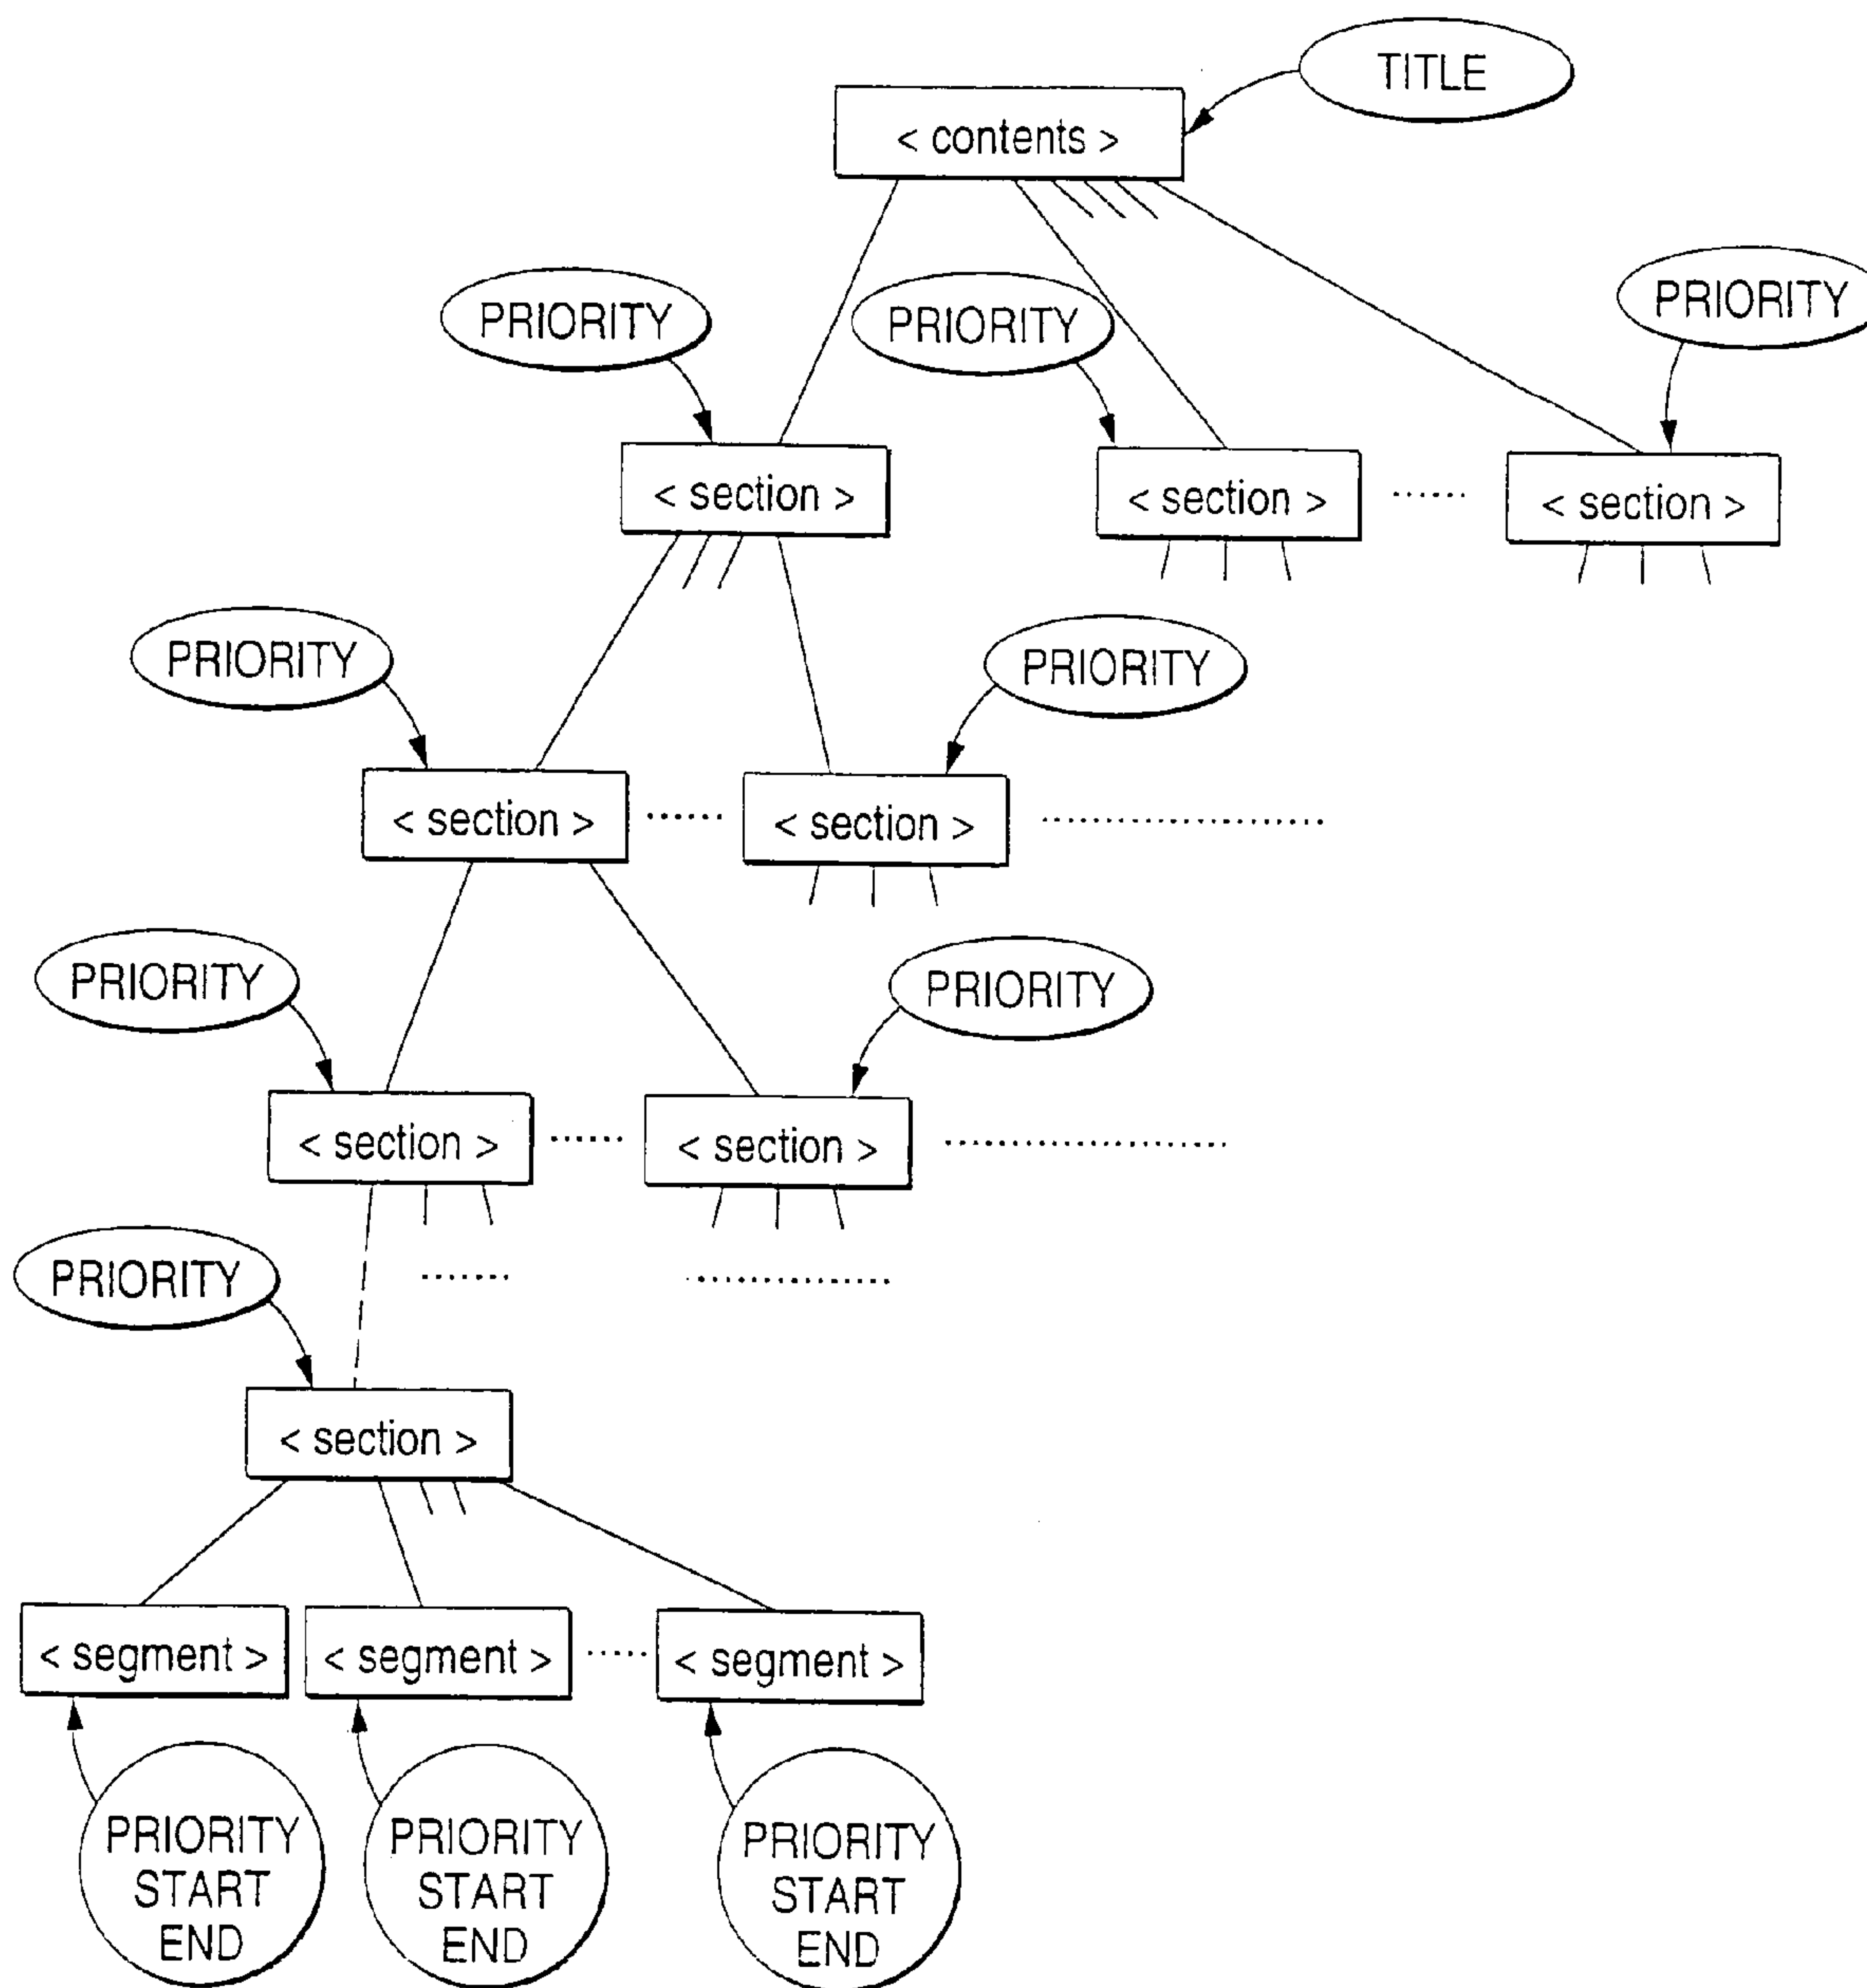 TITLE
< contents >
PRIORITY
PRIORITY
PRIORITY
< section >
< section >
......
< section >
PRIORITY
PRIORITY
< section >
......
< section >
PRIORITY
PRIORITY
< section >
......
< section >
PRIORITY
< section >
< segment >
< segment >
......
< segment >
PRIORITY
START
END
PRIORITY
START
END
PRIORITY
START
END